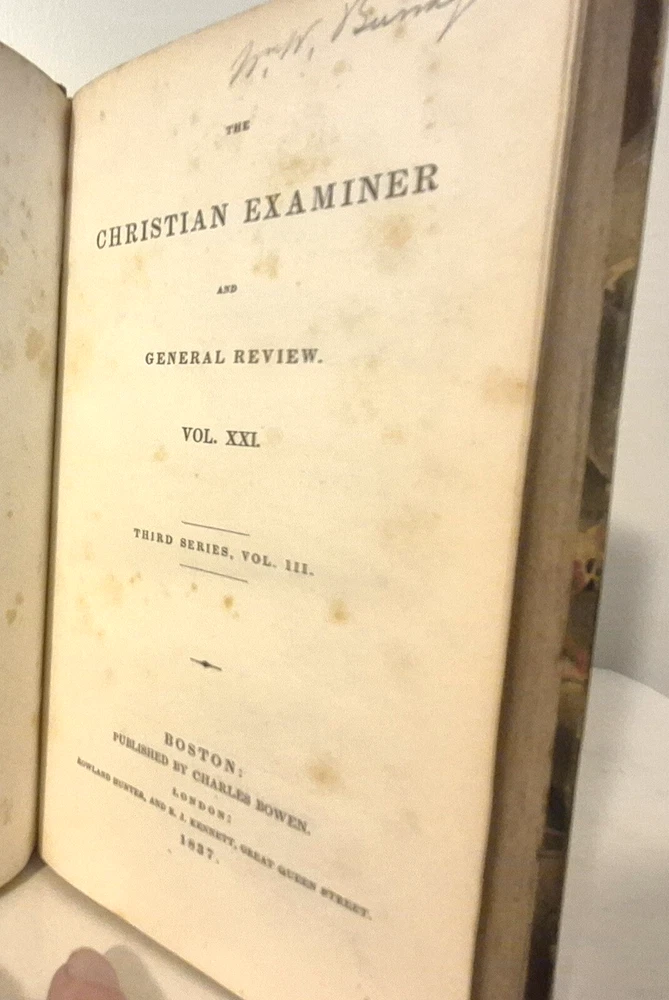 THE
CHRISTIAN EXAMINER
AND
GENERAL REVIEW.
VOL. XXI.
THIRD SERIES, VOL. III.
BOSTON:
PUBLISHED BY CHARLES BOWEN.
LONDON:
ROWLAND HUNTER, AND R. J. KENNETT, GREAT QUEEN STREET.
1837.